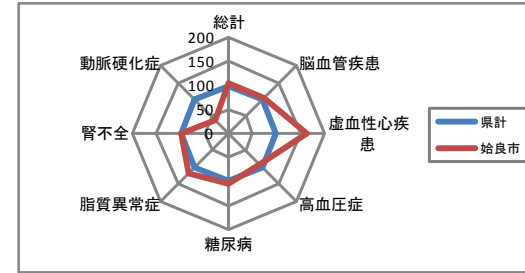 総計
200
150
100
50
0
脳血管疾患
虚血性心疾
患
高血圧症
糖尿病
脂質異常症
腎不全
動脈硬化症
県計
姶良市